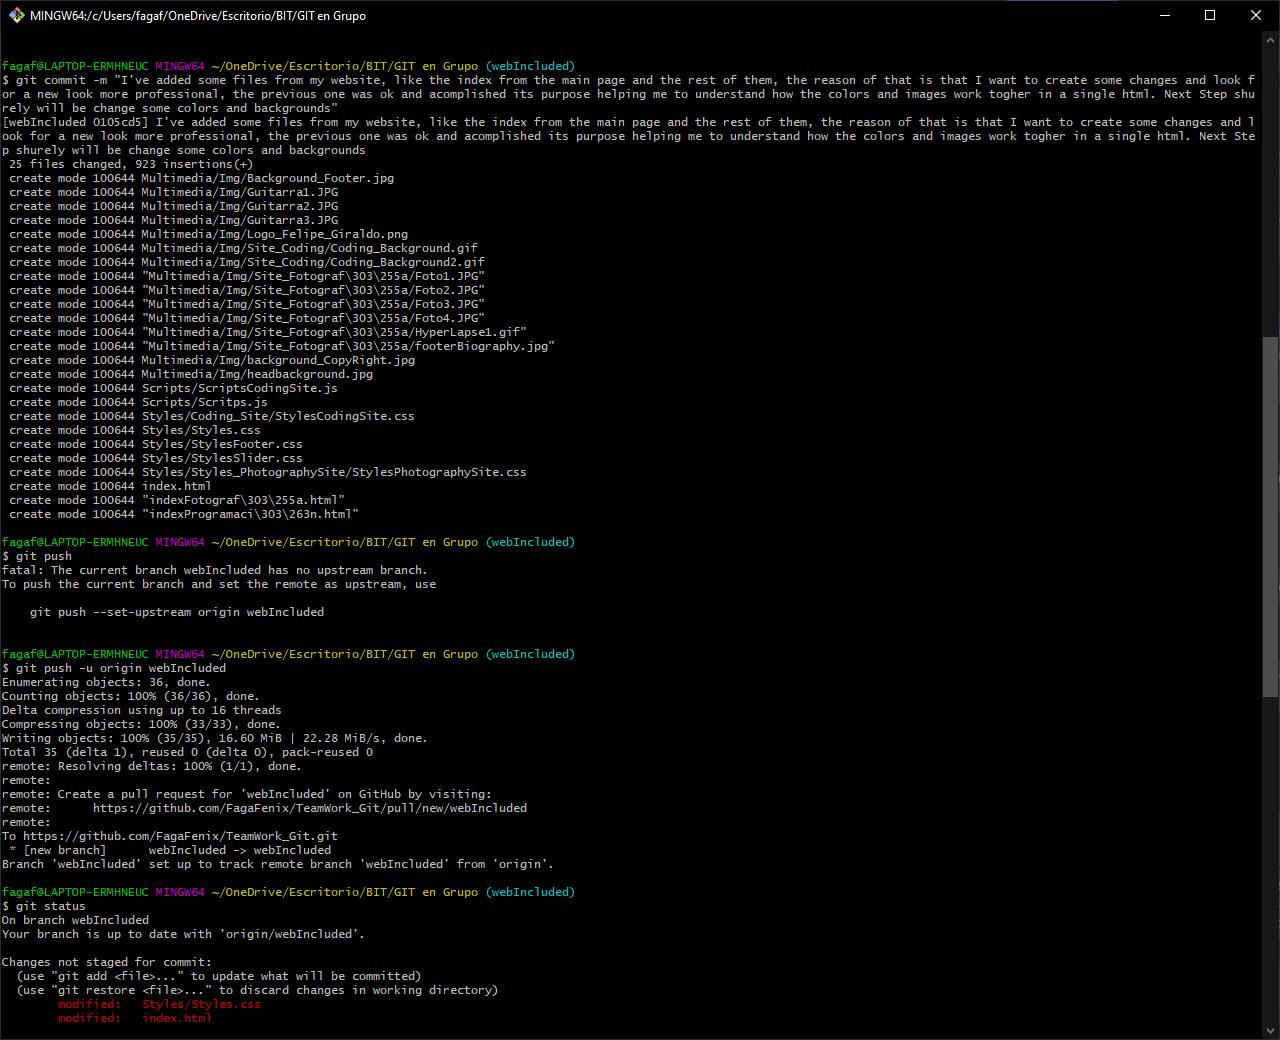 MINGW64:/c/Users/fagaf/OneDrive/Escritorio/BIT/GIT en Grupo
fagaf@LAPTOP-ERMHNEUC MINGW64 ~/OneDrive/Escritorio/BIT/GIT en Grupo (webIncluded)
$ git commit -m "I've added some files from my website, like the index from the main page and the rest of them, the reason of that is that I want to create some changes and look f
or a new look more professional, the previous one was ok and acomplished its purpose helping me to understand how the colors and images work togher in a single html. Next Step shu
rely will be change some colors and backgrounds"
[webIncluded 0105cd5] I've added some files from my website, like the index from the main page and the rest of them, the reason of that is that I want to create some changes and l
ook for a new look more professional, the previous one was ok and acomplished its purpose helping me to understand how the colors and images work togher in a single html. Next Ste
p shurely will be change some colors and backgrounds
 25 files changed, 923 insertions(+)
 create mode 100644 Multimedia/Img/Background_Footer.jpg
 create mode 100644 Multimedia/Img/Guitarra1.JPG
 create mode 100644 Multimedia/Img/Guitarra2.JPG
 create mode 100644 Multimedia/Img/Guitarra3.JPG
 create mode 100644 Multimedia/Img/Logo_Felipe_Giraldo.png
 create mode 100644 Multimedia/Img/Site_Coding/Coding_Background.gif
 create mode 100644 Multimedia/Img/Site_Coding/Coding_Background2.gif
 create mode 100644 "Multimedia/Img/Site_Fotograf\303\255a/Foto1.JPG"
 create mode 100644 "Multimedia/Img/Site_Fotograf\303\255a/Foto2.JPG"
 create mode 100644 "Multimedia/Img/Site_Fotograf\303\255a/Foto3.JPG"
 create mode 100644 "Multimedia/Img/Site_Fotograf\303\255a/Foto4.JPG"
 create mode 100644 "Multimedia/Img/Site_Fotograf\303\255a/HyperLapse1.gif"
 create mode 100644 "Multimedia/Img/Site_Fotograf\303\255a/footerBiography.jpg"
 create mode 100644 Multimedia/Img/background_CopyRight.jpg
 create mode 100644 Multimedia/Img/headbackground.jpg
 create mode 100644 Scripts/ScriptsCodingSite.js
 create mode 100644 Scripts/Scritps.js
 create mode 100644 Styles/Coding_Site/StylesCodingSite.css
 create mode 100644 Styles/Styles.css
 create mode 100644 Styles/StylesFooter.css
 create mode 100644 Styles/StylesSlider.css
 create mode 100644 Styles/Styles_PhotographySite/StylesPhotographySite.css
 create mode 100644 index.html
 create mode 100644 "indexFotograf\303\255a.html"
 create mode 100644 "indexProgramaci\303\263n.html"
fagaf@LAPTOP-ERMHNEUC MINGW64 ~/OneDrive/Escritorio/BIT/GIT en Grupo (webIncluded)
$ git push
fatal: The current branch webIncluded has no upstream branch.
To push the current branch and set the remote as upstream, use
    git push --set-upstream origin webIncluded
fagaf@LAPTOP-ERMHNEUC MINGW64 ~/OneDrive/Escritorio/BIT/GIT en Grupo (webIncluded)
$ git push -u origin webIncluded
Enumerating objects: 36, done.
Counting objects: 100% (36/36), done.
Delta compression using up to 16 threads
Compressing objects: 100% (33/33), done.
Writing objects: 100% (35/35), 16.60 MiB | 22.28 MiB/s, done.
Total 35 (delta 1), reused 0 (delta 0), pack-reused 0
remote: Resolving deltas: 100% (1/1), done.
remote:
remote: Create a pull request for 'webIncluded' on GitHub by visiting:
remote:      https://github.com/FagaFenix/TeamWork_Git/pull/new/webIncluded
remote:
To https://github.com/FagaFenix/TeamWork_Git.git
 * [new branch]      webIncluded -> webIncluded
Branch 'webIncluded' set up to track remote branch 'webIncluded' from 'origin'.
fagaf@LAPTOP-ERMHNEUC MINGW64 ~/OneDrive/Escritorio/BIT/GIT en Grupo (webIncluded)
$ git status
On branch webIncluded
Your branch is up to date with 'origin/webIncluded'.
Changes not staged for commit:
  (use "git add <file>..." to update what will be committed)
  (use "git restore <file>..." to discard changes in working directory)
        modified:   Styles/Styles.css
        modified:   index.html